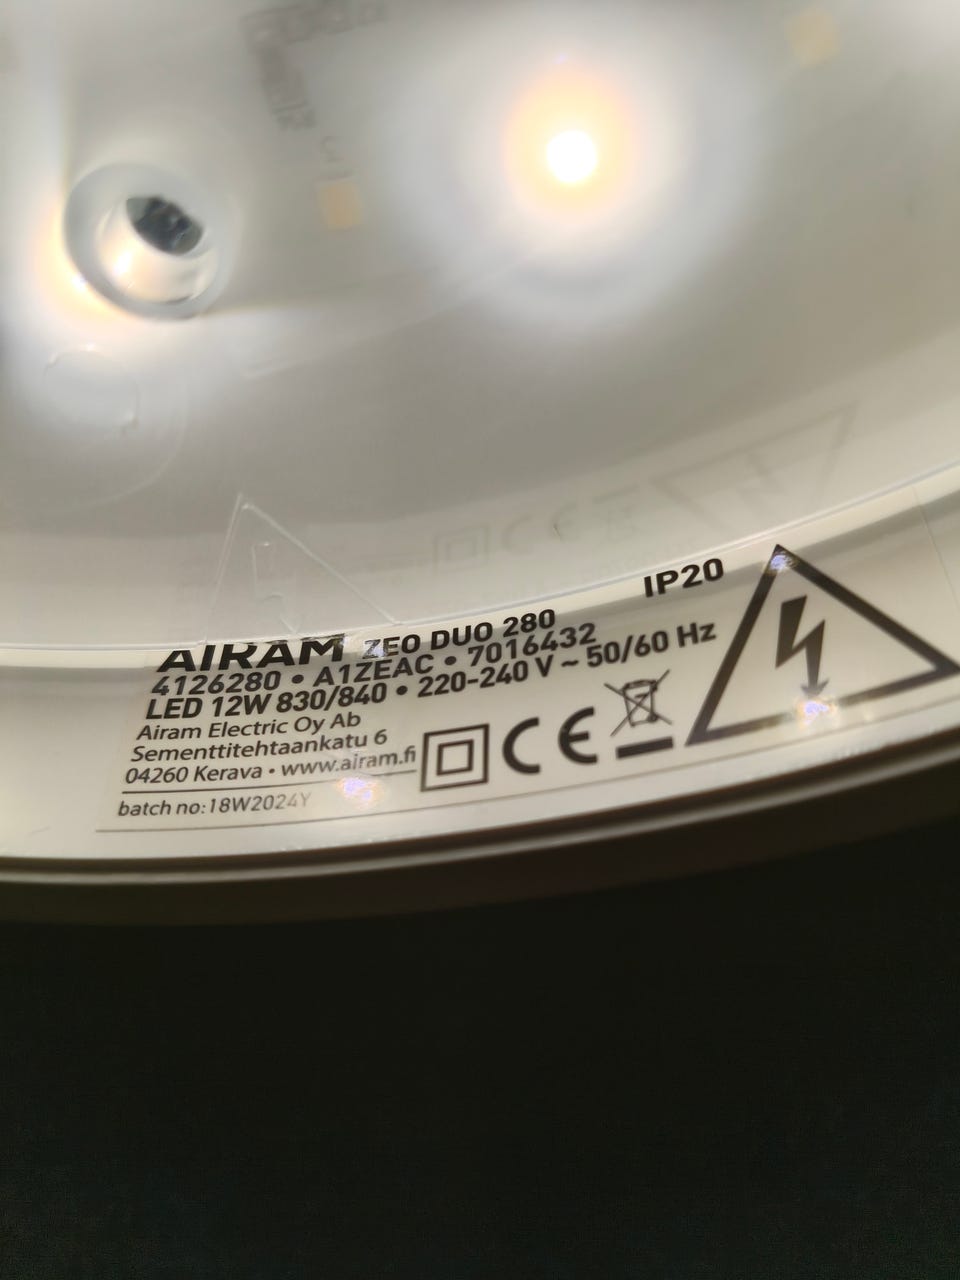 AIRAM ZEO DUO 280
IP20
4126280 • A1ZEAC • 7016432
LED 12W 830/840 • 220-240 V ~ 50/60 Hz
Airam Electric Oy Ab
Sementtitehtaankatu 6
04260 Kerava • www.airam.fi
CE
batch no:18W2024Y